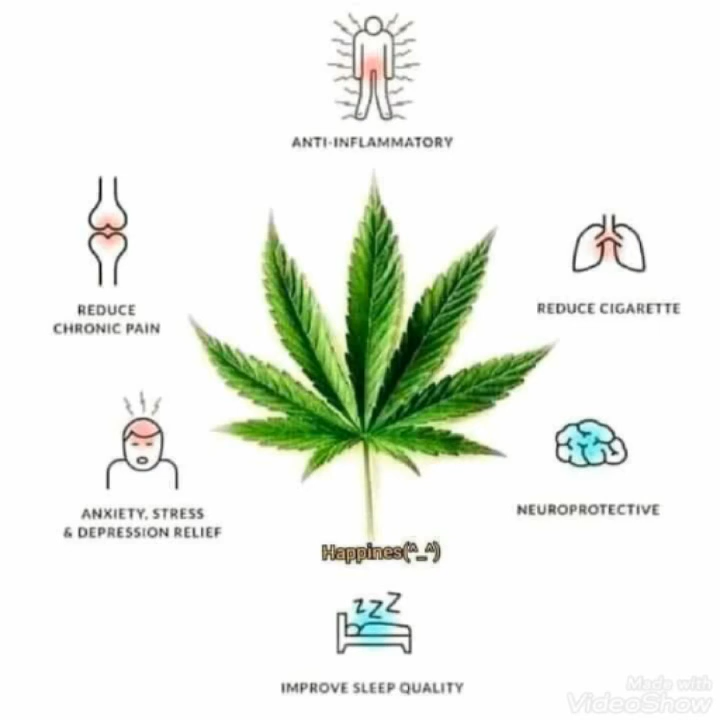 ANTI-INFLAMMATORY
REDUCE
CHRONIC PAIN
REDUCE CIGARETTE
ANXIETY, STRESS
& DEPRESSION RELIEF
NEUROPROTECTIVE
Happines(^_^)
ZZZ
IMPROVE SLEEP QUALITY
Made with
VideoShow